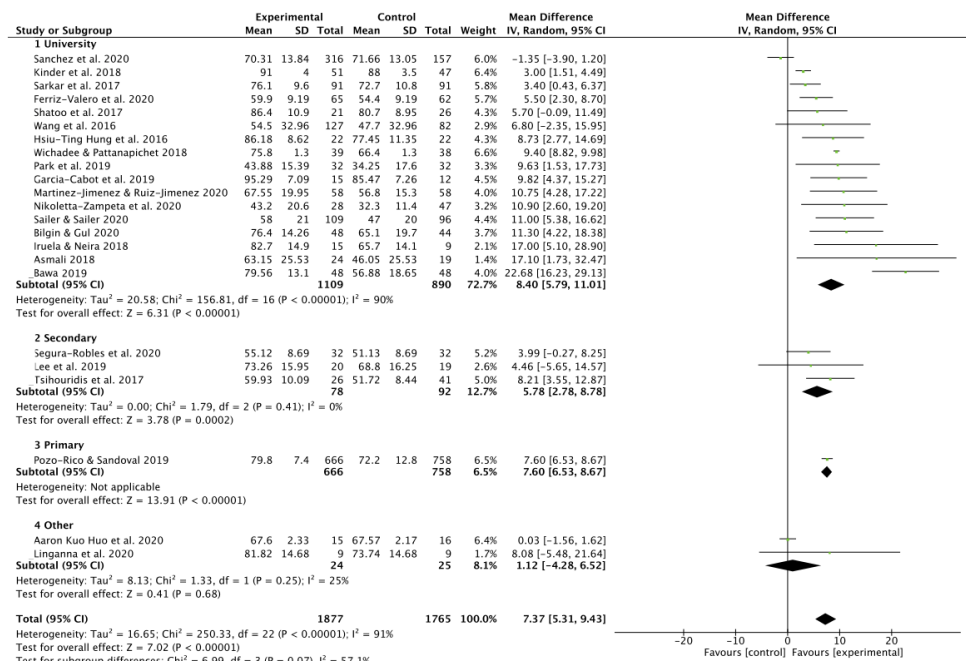 Experimental Control Mean Difference Mean Difference
Study or Subgroup Mean SD Total Mean SD Total Weight IV, Random, 95% CI IV, Random, 95% CI
1 University
Sanchez et al. 2020 70.31 13.84 316 71.66 13.05 157 6.0% -1.35 [-3.90, 1.20]
Kinder et al. 2018 91 4 51 88 3.5 47 6.4% 3.00 [1.51, 4.49]
Sarkar et al. 2017 76.1 9.6 91 72.7 10.8 91 5.8% 3.40 [0.43, 6.37]
Ferriz-Valero et al. 2020 59.9 9.19 65 54.4 9.19 62 5.7% 5.50 [2.30, 8.70]
Shatoo et al. 2017 86.4 10.9 21 80.7 8.95 26 4.3% 5.70 [-0.09, 11.49]
Wang et al. 2016 54.5 32.96 127 47.7 32.96 82 2.9% 6.80 [-2.35, 15.95]
Hsiu-Ting Hung et al. 2016 86.18 8.62 22 77.45 11.35 22 4.3% 8.73 [2.77, 14.69]
Wichadee & Pattanapichet 2018 75.8 1.3 39 66.4 1.3 38 6.6% 9.40 [8.82, 9.98]
Park et al. 2019 43.88 15.39 32 34.25 17.6 32 3.3% 9.63 [1.53, 17.73]
Garcia-Cabot et al. 2019 95.29 7.09 15 85.47 7.26 12 4.5% 9.82 [4.37, 15.27]
Martinez-Jimenez & Ruiz-Jimenez 2020 67.55 19.95 58 56.8 15.3 58 4.0% 10.75 [4.28, 17.22]
Nikoletta-Zampeta et al. 2020 43.2 20.6 28 32.3 11.4 47 3.2% 10.90 [2.60, 19.20]
Sailer & Sailer 2020 58 21 109 47 20 96 4.4% 11.00 [5.38, 16.62]
Bilgin & Gul 2020 76.4 14.26 48 65.1 19.7 44 3.7% 11.30 [4.22, 18.38]
Iruela & Neira 2018 82.7 14.9 15 65.7 14.1 9 2.1% 17.00 [5.10, 28.90]
Asmali 2018 63.15 25.53 24 46.05 25.53 19 1.4% 17.10 [1.73, 32.47]
Bawa 2019 79.56 13.1 48 56.88 18.65 48 4.0% 22.68 [16.23, 29.13]
Subtotal (95% CI) 1109 890 72.7% 8.40 [5.79, 11.01]
Heterogeneity: Tau² = 20.58; Chi² = 156.81, df = 16 (P < 0.00001); I² = 90%
Test for overall effect: Z = 6.31 (P < 0.00001)
2 Secondary
Segura-Robles et al. 2020 55.12 8.69 32 51.13 8.69 32 5.2% 3.99 [-0.27, 8.25]
Lee et al. 2019 73.26 15.95 20 68.8 16.25 19 2.6% 4.46 [-5.65, 14.57]
Tsihouridis et al. 2017 59.93 10.09 26 51.72 8.44 41 5.0% 8.21 [3.55, 12.87]
Subtotal (95% CI) 78 92 12.7% 5.78 [2.78, 8.78]
Heterogeneity: Tau² = 0.00; Chi² = 1.79, df = 2 (P = 0.41); I² = 0%
Test for overall effect: Z = 3.78 (P = 0.0002)
3 Primary
Pozo-Rico & Sandoval 2019 79.8 7.4 666 72.2 12.8 758 6.5% 7.60 [6.53, 8.67]
Subtotal (95% CI) 666 758 6.5% 7.60 [6.53, 8.67]
Heterogeneity: Not applicable
Test for overall effect: Z = 13.91 (P < 0.00001)
4 Other
Aaron Kuo Huo et al. 2020 67.6 2.33 15 67.57 2.17 16 6.4% 0.03 [-1.56, 1.62]
Linganna et al. 2020 81.82 14.68 9 73.74 14.68 9 1.7% 8.08 [-5.48, 21.64]
Subtotal (95% CI) 24 25 8.1% 1.12 [-4.28, 6.52]
Heterogeneity: Tau² = 8.13; Chi² = 1.33, df = 1 (P = 0.25); I² = 25%
Test for overall effect: Z = 0.41 (P = 0.68)
Total (95% CI) 1877 1765 100.0% 7.37 [5.31, 9.43]
Heterogeneity: Tau² = 16.65; Chi² = 250.33, df = 22 (P < 0.00001); I² = 91%
Test for overall effect: Z = 7.02 (P < 0.00001)
Test for subgroup differences: Chi² = 6.99, df = 3 (P = 0.07), I² = 57.1%
-20 -10 0 10 20
Favours [control] Favours [experimental]